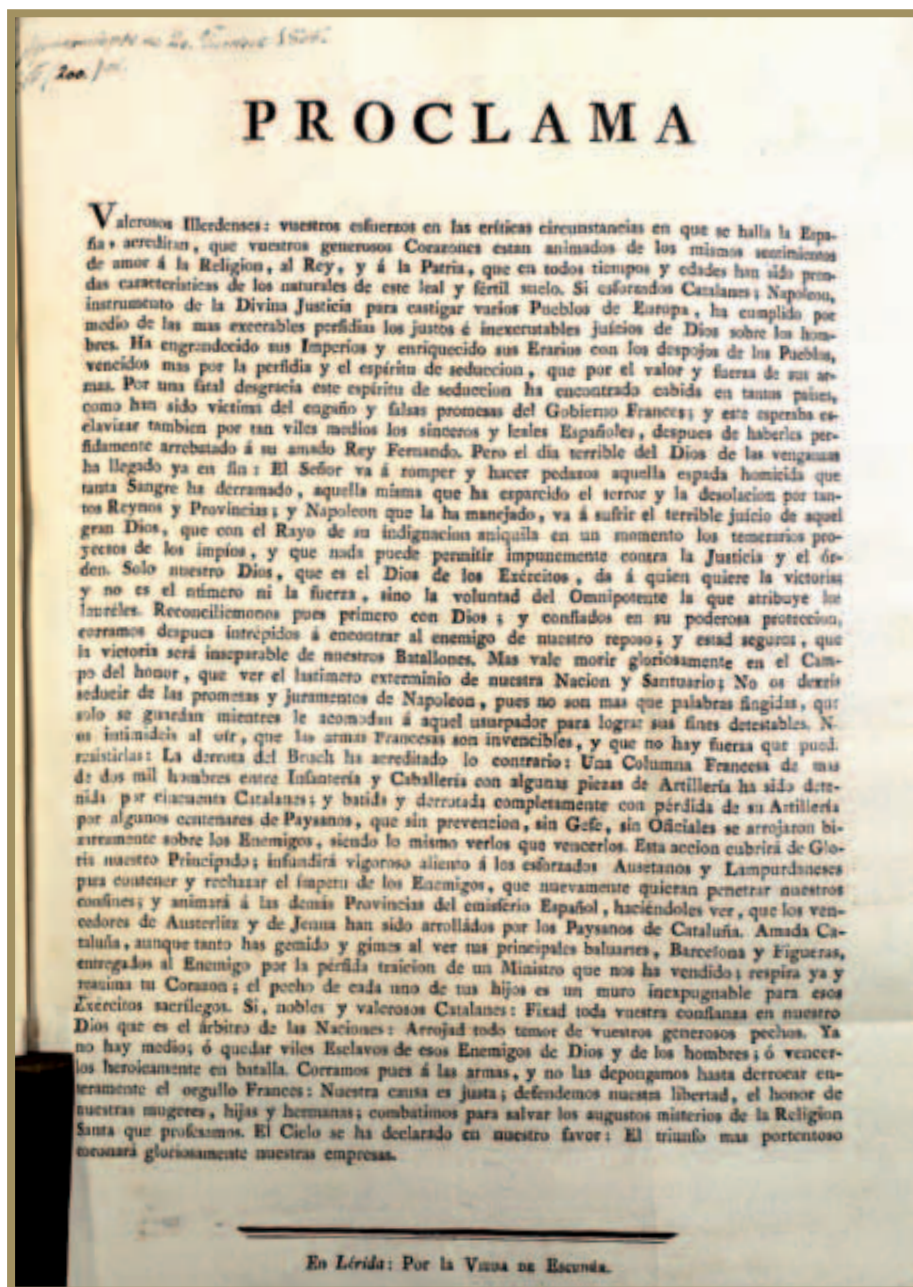 200.
PROCLAMA
Valerosos Illerdenses: vuestros esfuerzos en las críticas circunstancias en que se halla la Espa-
ña, acreditan, que vuestros generosos Corazones estan animados de los mismos sentimientos
de amor á la Religion, al Rey, y á la Patria, que en todos tiempos y edades han sido pren-
das características de los naturales de este leal y fértil suelo. Si esforzados Catalanes; Napoleon,
instrumento de la Divina Justicia para castigar varios Pueblos de Europa, ha cumplido por
medio de las mas execrables perfidias los justos é inexcrutables juicios de Dios sobre los hom-
bres. Ha engrandecido sus Imperios y enriquecido sus Erarios con los despojos de los Pueblos,
vencidos mas por la perfidia y el espíritu de seduccion, que por el valor y fuerza de sus ar-
mas. Por una fatal desgracia este espíritu de seduccion ha encontrado cabida en tantos paises,
como han sido victima del engaño y falsas promesas del Gobierno Frances; y este esperaba es-
clavizar tambien por tan viles medios los sinceros y leales Españoles, despues de haberles per-
fidamente arrebatado á su amado Rey Fernando. Pero el dia terrible del Dios de las venganzas
ha llegado ya en fin: El Señor va á romper y hacer pedazos aquella espada homicida que
tanta Sangre ha derramado, aquella misma que ha esparcido el terror y la desolacion por tan-
tos Reynos y Provincias; y Napoleon que la ha manejado, va á sufrir el terrible juicio de aquel
gran Dios, que con el Rayo de su indignacion aniquila en un momento los temerarios pro-
yectos de los impíos, y que nada puede permitir impunemente contra la Justicia y el ór-
den. Solo nuestro Dios, que es el Dios de los Exércitos, da á quien quiere la victoria;
y no es el número ni la fuerza, sino la voluntad del Omnipotente la que atribuye los
laureles. Reconciliemonos pues primero con Dios; y confiados en su poderosa proteccion,
corramos despues intrépidos á encontrar al enemigo de nuestro reposo; y estad seguros, que
la victoria será inseparable de nuestros Batallones. Mas vale morir gloriosamente en el Cam-
po del honor, que ver el lastimero exterminio de nuestra Nacion y Santuario; No os dexeis
seducir de las promesas y juramentos de Napoleon, pues no son mas que palabras fingidas, que
solo se guardan mientres le acomodan á aquel usurpador para lograr sus fines detestables. N
os intimideis al oír, que las armas Francesas son invencibles, y que no hay fuerza que pued.
resistirlas: La derrota del Bruch ha acreditado lo contrario: Una Columna Francesa de mas
de dos mil hombres entre Infantería y Caballería con algunas piezas de Artillería ha sido dete-
nida por cincuenta Catalanes; y batida y derrotada completamente con pérdida de su Artillería
por algunos centenares de Paysanos, que sin prevencion, sin Gefe, sin Oficiales se arrojaron bi-
zarramente sobre los Enemigos, siendo lo mismo verlos que vencerlos. Esta accion cubrirá de Glo-
ria nuestro Principado; infundirá vigoroso aliento á los esforzados Ausetanos y Lampurdaneses
para contener y rechazar el ímpetu de los Enemigos, que nuevamente quieran penetrar nuestros
confines; y animará á las demás Provincias del emisferio Español, haciéndoles ver, que los ven-
cedores de Austerlitz y de Jenna han sido arrolládos por los Paysanos de Cataluña. Amada Ca-
taluña, aunque tanto has gemido y gimes al ver tus principales baluartes, Barcelona y Figueras,
entregados al Enemigo por la pérfida traicion de un Ministro que nos ha vendido; respira ya y
reanima tu Corazon; el pecho de cada uno de tus hijos es un muro inexpugnable para esos
Exércitos sacrílegos. Si, nobles y valerosos Catalanes: Fixad toda vuestra confianza en nuestro
Dios que es el árbitro de las Naciones: Arrojad todo temor de vuestros generosos pechos. Ya
no hay medio; ó quedar viles Esclavos de esos Enemigos de Dios y de los hombres; ó vencer-
los heroicamente en batalla. Corramos pues á las armas, y no las depongamos hasta derrocar en-
teramente el orgullo Frances: Nuestra causa es justa; defendemos nuestra libertad, el honor de
nuestras mugeres, hijas y hermanas; combatimos para salvar los augustos misterios de la Religion
Santa que profesamos. El Cielo se ha declarado en nuestro favor: El triunfo mas portentoso
coronará gloriosamente nuestras empresas.
En Lérida: Por la VIUDA DE ESCUDÉR.